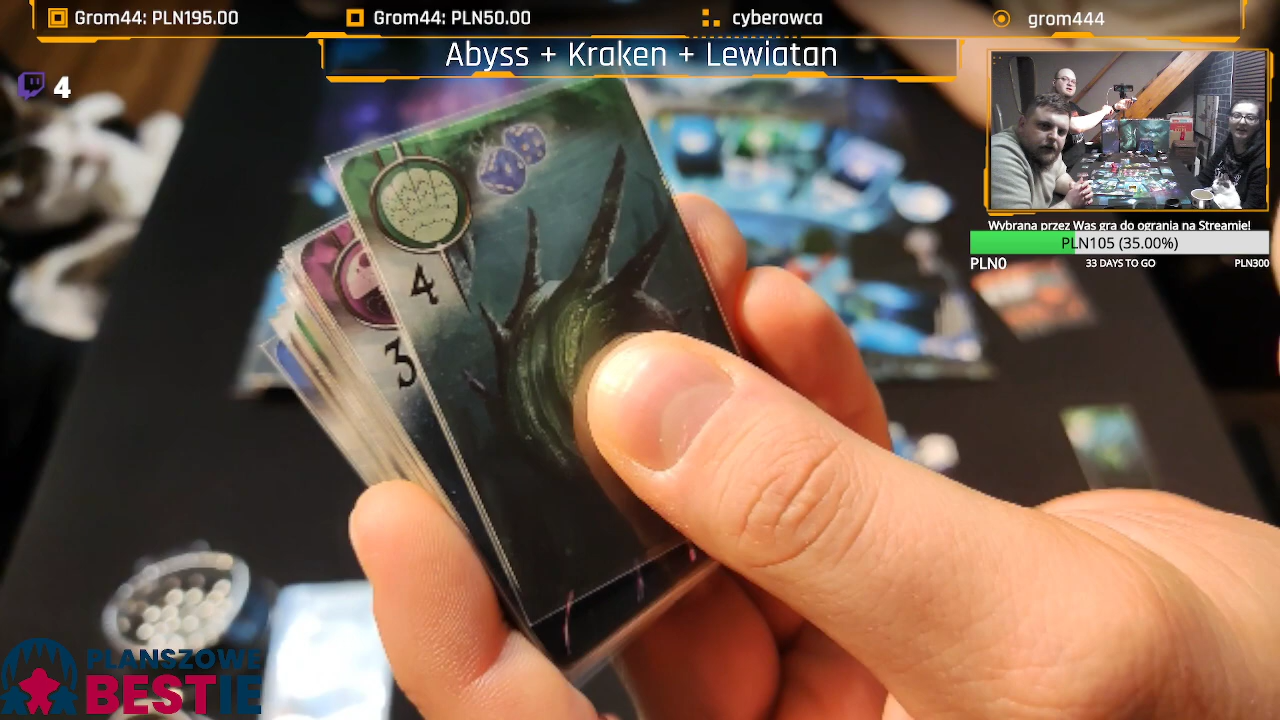 Grom44: PLN195.00
Grom44: PLN50.00
cyberowca
grom444
Abyss + Kraken + Lewiatan
4
Wybrana przez Was gra do ogrania na Streamie!
PLN105 (35.00%)
PLN0
33 DAYS TO GO
PLN300
4
3
PLANSZOWE
BESTIE